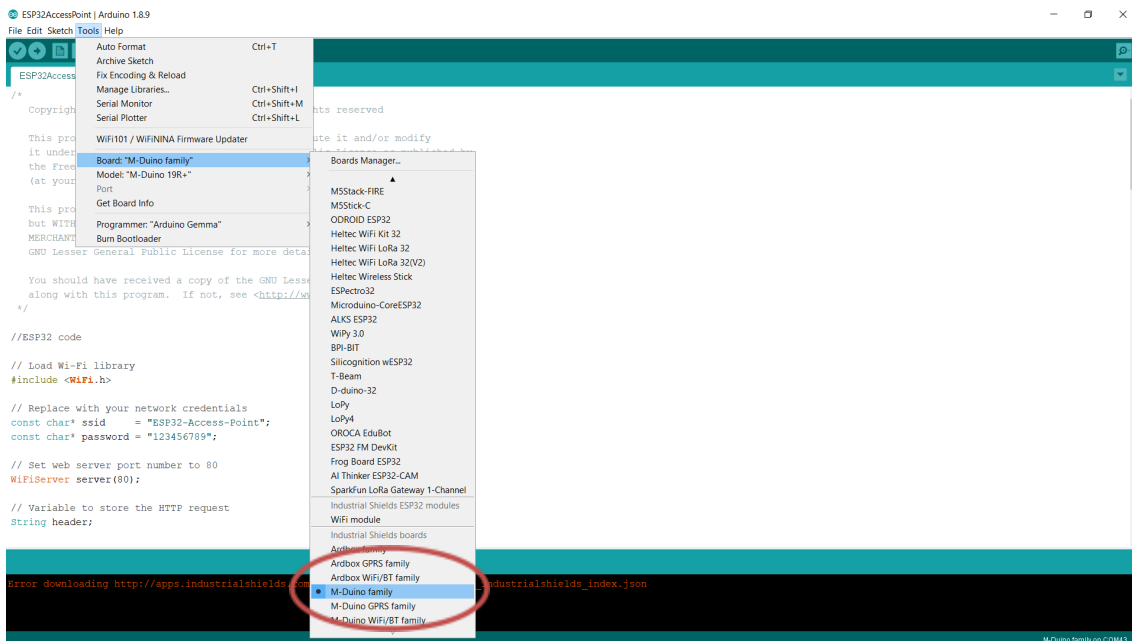 ESP32AccessPoint | Arduino 1.8.9
File Edit Sketch Tools Help
ESP32Access
Auto Format Ctrl+T
Archive Sketch
Fix Encoding & Reload
Manage Libraries... Ctrl+Shift+I
Serial Monitor Ctrl+Shift+M
Serial Plotter Ctrl+Shift+L
WiFi101 / WiFiNINA Firmware Updater
Board: "M-Duino family"
Model: "M-Duino 19R+"
Port
Get Board Info
Programmer: "Arduino Gemma"
Burn Bootloader
Boards Manager...
M5Stack-FIRE
M5Stick-C
ODROID ESP32
Heltec WiFi Kit 32
Heltec WiFi LoRa 32
Heltec WiFi LoRa 32(V2)
Heltec Wireless Stick
ESPectro32
Microduino-CoreESP32
ALKS ESP32
WiPy 3.0
BPI-BIT
Silicognition wESP32
T-Beam
D-duino-32
LoPy
LoPy4
OROCA EduBot
ESP32 FM DevKit
Frog Board ESP32
AI Thinker ESP32-CAM
SparkFun LoRa Gateway 1-Channel
Industrial Shields ESP32 modules
WiFi module
Industrial Shields boards
Ardbox family
Ardbox GPRS family
Ardbox WiFi/BT family
M-Duino family
M-Duino GPRS family
M-Duino WiFi/BT family
/*
Copyrigh hts reserved
This pro ute it and/or modify
it under
the Free
(at your
This pro
but WITH
MERCHANT
GNU Lesser General Public License for more detai
You should have received a copy of the GNU Lesse
along with this program. If not, see <http://ww
*/
//ESP32 code
// Load Wi-Fi library
#include <WiFi.h>
// Replace with your network credentials
const char* ssid = "ESP32-Access-Point";
const char* password = "123456789";
// Set web server port number to 80
WiFiServer server(80);
// Variable to store the HTTP request
String header;
Error downloading http://apps.industrialshields.com industrialshields_index.json
M-Duino family on COM43